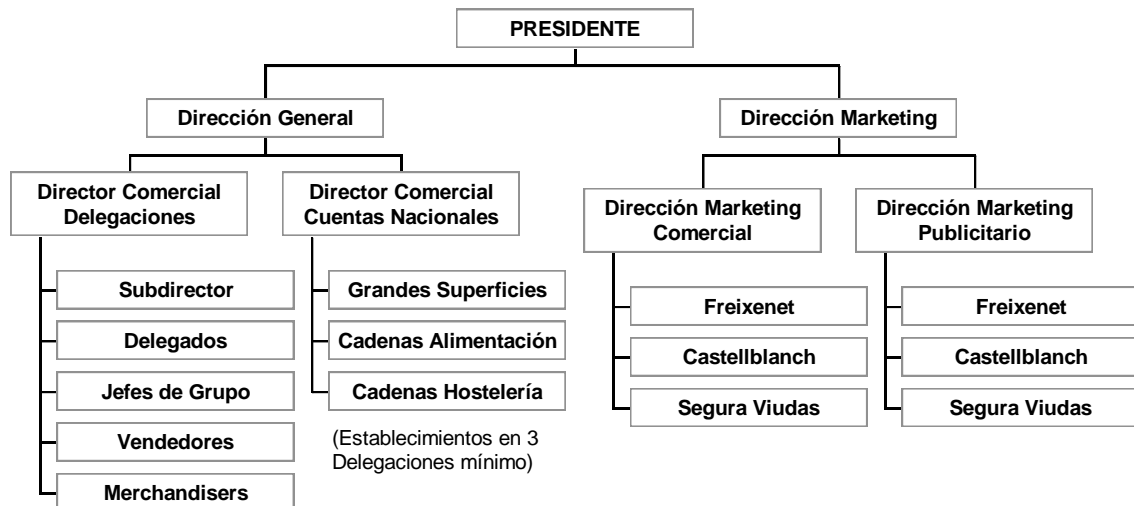 PRESIDENTE
Dirección General
Dirección Marketing
Director Comercial
Delegaciones
Director Comercial
Cuentas Nacionales
Dirección Marketing
Comercial
Dirección Marketing
Publicitario
Subdirector
Delegados
Jefes de Grupo
Vendedores
Merchandisers
Grandes Superficies
Cadenas Alimentación
Cadenas Hostelería
(Establecimientos en 3
Delegaciones mínimo)
Freixenet
Castellblanch
Segura Viudas
Freixenet
Castellblanch
Segura Viudas